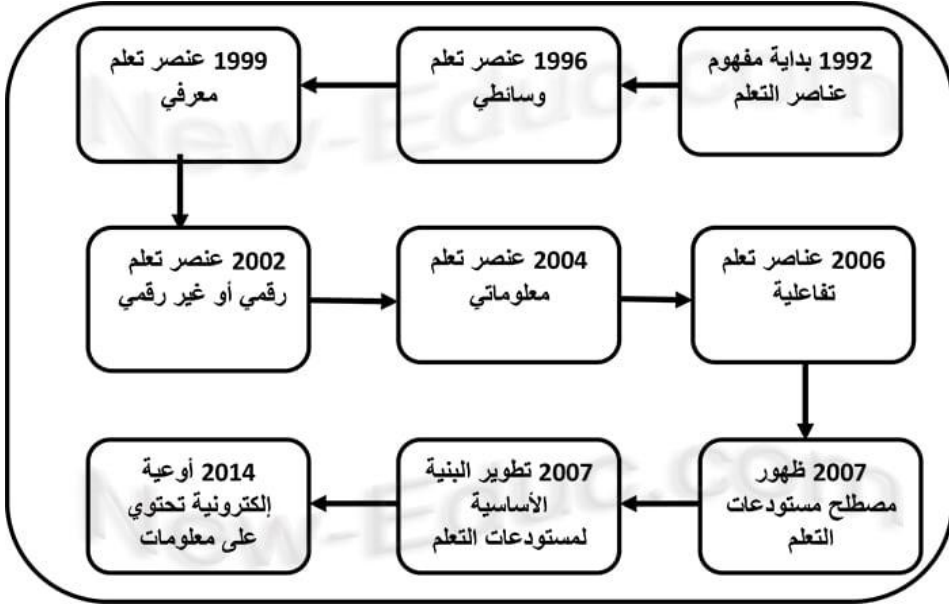 1992 بداية مفهوم
عناصر التعلم
1996 عنصر تعلم
وسائطي
1999 عنصر تعلم
معرفي
2002 عنصر تعلم
رقمي أو غير رقمي
2004 عنصر تعلم
معلوماتي
2006 عناصر تعلم
تفاعلية
2007 ظهور
مصطلح مستودعات
التعلم
2007 تطوير البنية
الأساسية
لمستودعات التعلم
2014 أوعية
إلكترونية تحتوي
على معلومات
New-Educ.com
New-Educ.com